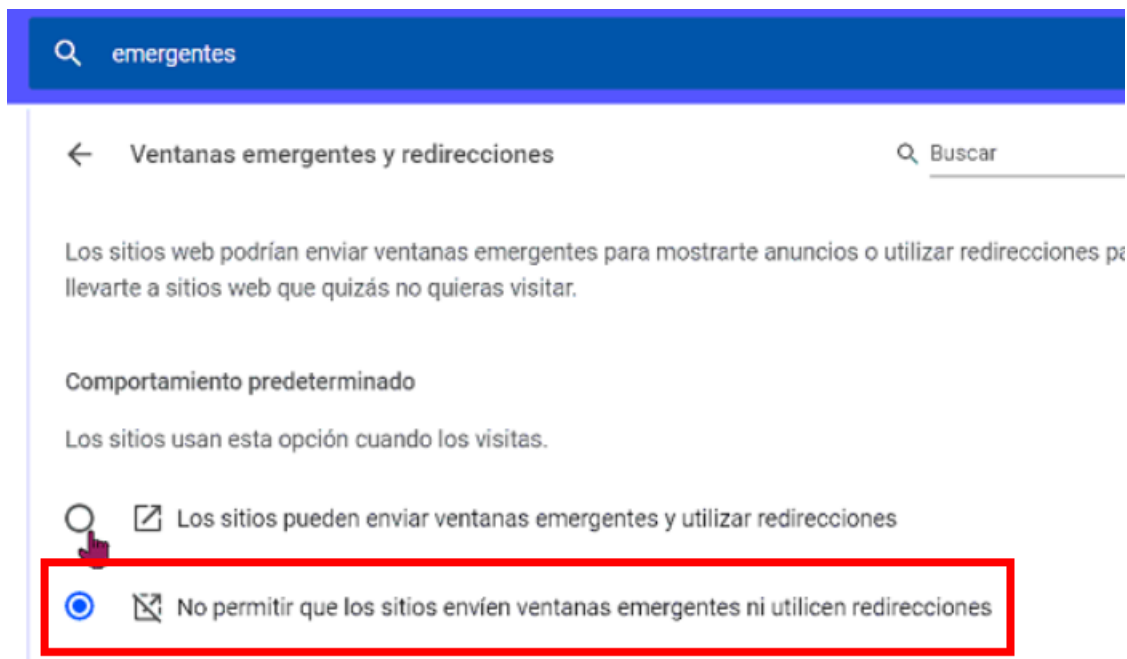 emergentes
Ventanas emergentes y redirecciones
Buscar
Los sitios web podrían enviar ventanas emergentes para mostrarte anuncios o utilizar redirecciones
llevarte a sitios web que quizás no quieras visitar.
Comportamiento predeterminado
Los sitios usan esta opción cuando los visitas.
Los sitios pueden enviar ventanas emergentes y utilizar redirecciones
No permitir que los sitios envíen ventanas emergentes ni utilicen redirecciones